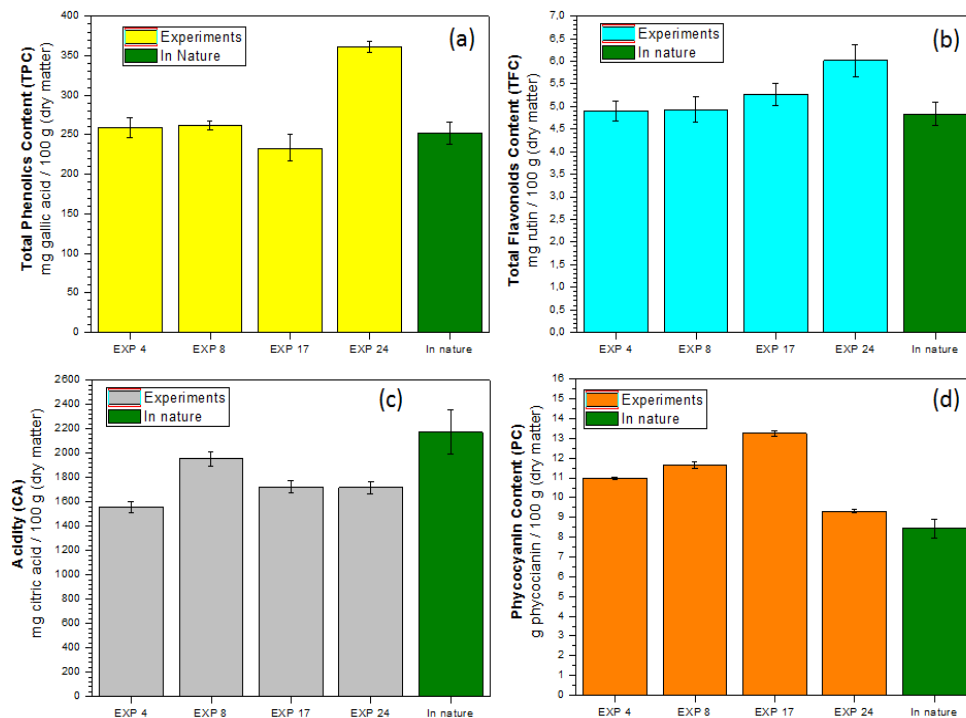 Total Phenolics Content (TPC)
mg gallic acid / 100 g (dry matter)
400
350
300
250
200
150
100
50
0
Experiments
In Nature
(a)
EXP 4 EXP 8 EXP 17 EXP 24 In nature
Total Flavonolds Content (TFC)
mg rutin / 100 g (dry matter)
7,0
6,5
6,0
5,5
5,0
4,5
4,0
3,5
3,0
2,5
2,0
1,5
1,0
0,5
0,0
Experiments
In Nature
(b)
EXP 4 EXP 8 EXP 17 EXP 24 In nature
Acidity (CA)
mg citric acid / 100 g (dry matter)
2600
2400
2200
2000
1800
1600
1400
1200
1000
800
600
400
200
0
Experiments
In nature
(c)
EXP 4 EXP 8 EXP 17 EXP 24 In nature
Phycocyanin Content (PC)
g phycocianin / 100 g (dry matter)
16
15
14
13
12
11
10
9
8
7
6
5
4
3
2
1
0
Experiments
In nature
(d)
EXP 4 EXP 8 EXP 17 EXP 24 In nature